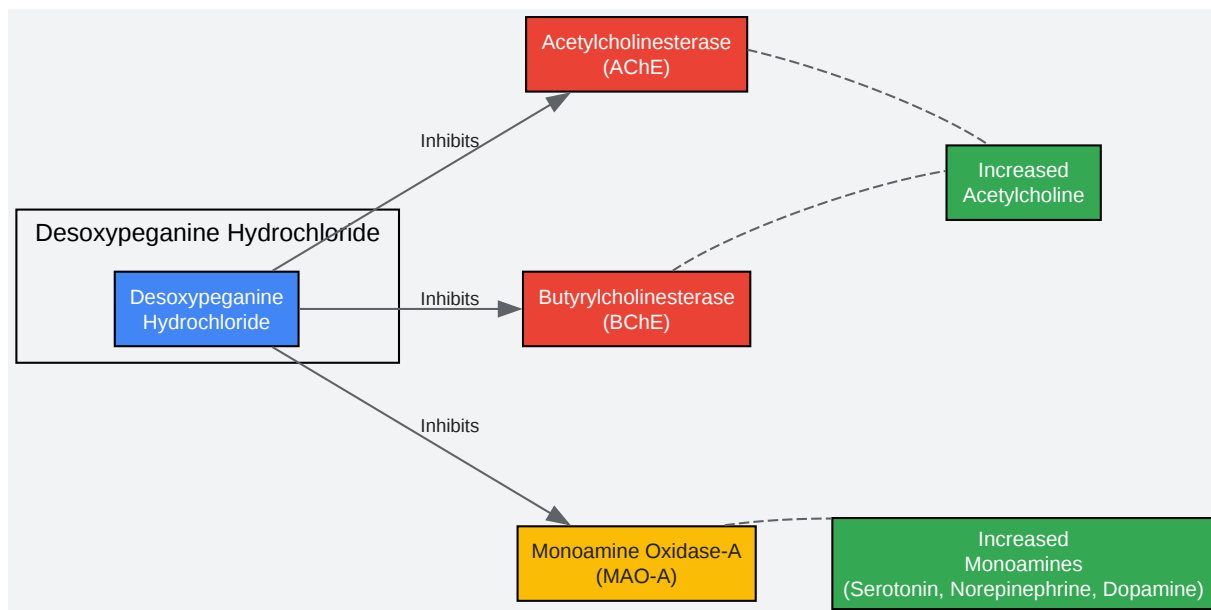 Acetylcholinesterase
(AChE)
Inhibits
Increased
Acetylcholine
Desoxypeganine Hydrochloride
Desoxypeganine
Hydrochloride
Inhibits
Butyrylcholinesterase
(BChE)
Inhibits
Monoamine Oxidase-A
(MAO-A)
Increased
Monoamines
(Serotonin, Norepinephrine, Dopamine)